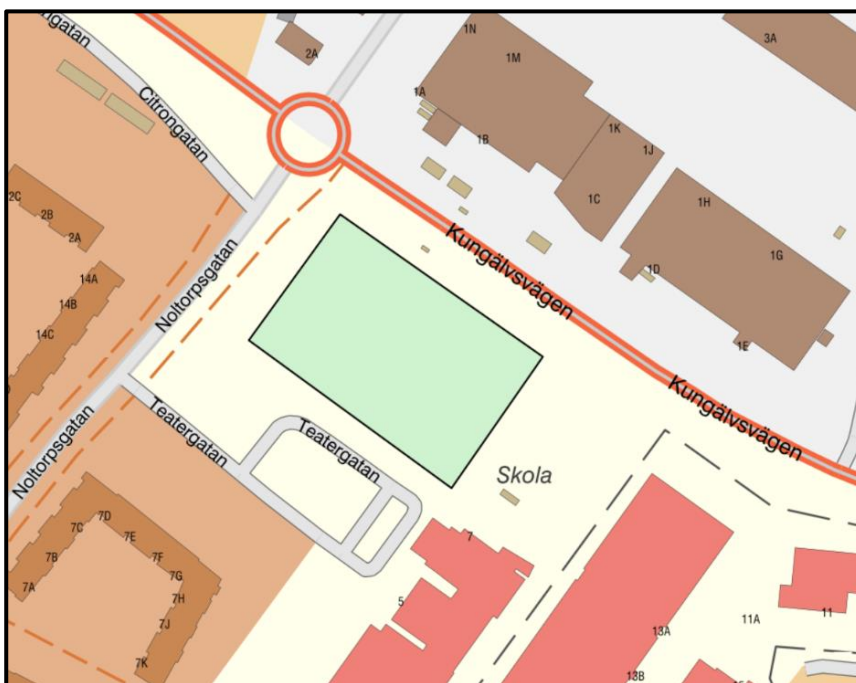 ngatan
Citrongatan
2A
1N
1M
3A
1A
1B
1K
1J
1C
1H
1G
1D
1E
2C
2B
2A
14A
14B
14C
Noltorpsgatan
Kungälvsvägen
Kungälvsvägen
Noltorpsgatan
Teatergatan
Teatergatan
Skola
7D
7C
7E
7B
7F
7G
7A
7H
7J
7K
7
5
13A
13B
11A
11